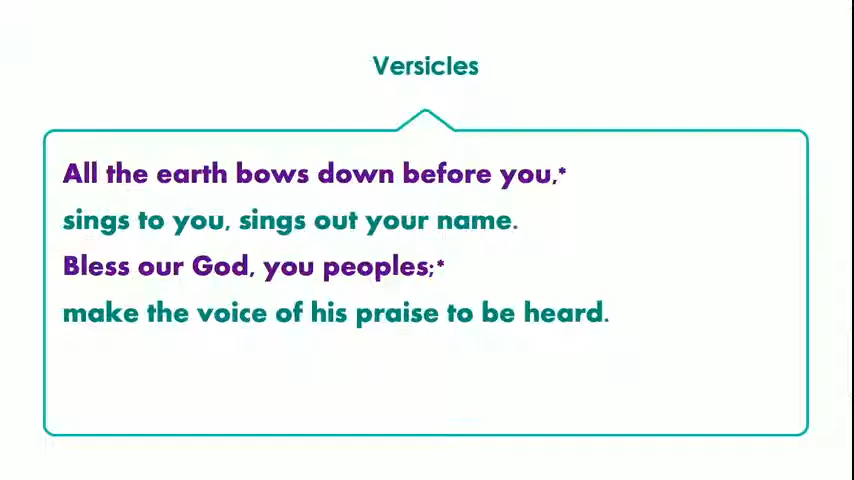 Versicles
All the earth bows down before you,*
sings to you, sings out your name.
Bless our God, you peoples;*
make the voice of his praise to be heard.